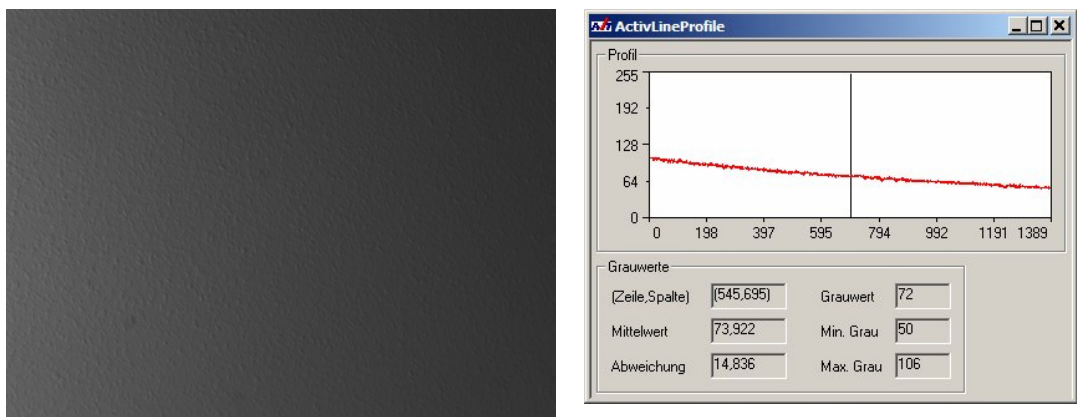 ActivLineProfile
Profil
255
192
128
64
0
0 198 397 595 794 992 1191 1389
Grauwerte
(Zeile,Spalte) (545,695) Grauwert 72
Mittelwert 73,922 Min. Grau 50
Abweichung 14,836 Max. Grau 106